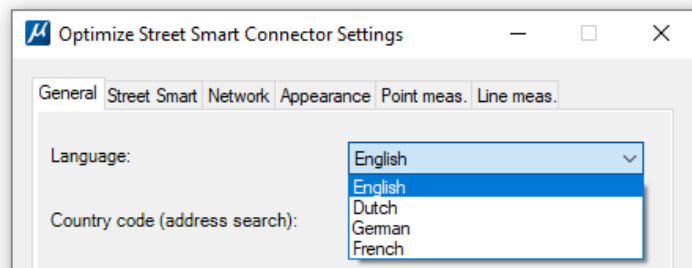 Optimize Street Smart Connector Settings
General Street Smart Network Appearance Point meas. Line meas.
Language: English
English
Dutch
Country code (address search): German
French